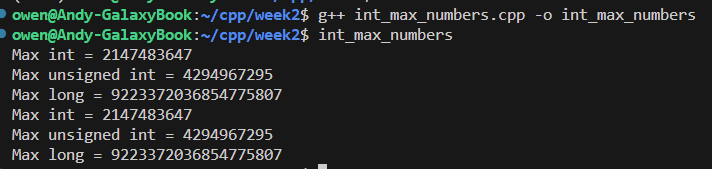 owen@Andy-GalaxyBook:~/cpp/week2$ g++ int_max_numbers.cpp -o int_max_numbers
owen@Andy-GalaxyBook:~/cpp/week2$ int_max_numbers
Max int = 2147483647
Max unsigned int = 4294967295
Max long = 9223372036854775807
Max int = 2147483647
Max unsigned int = 4294967295
Max long = 9223372036854775807